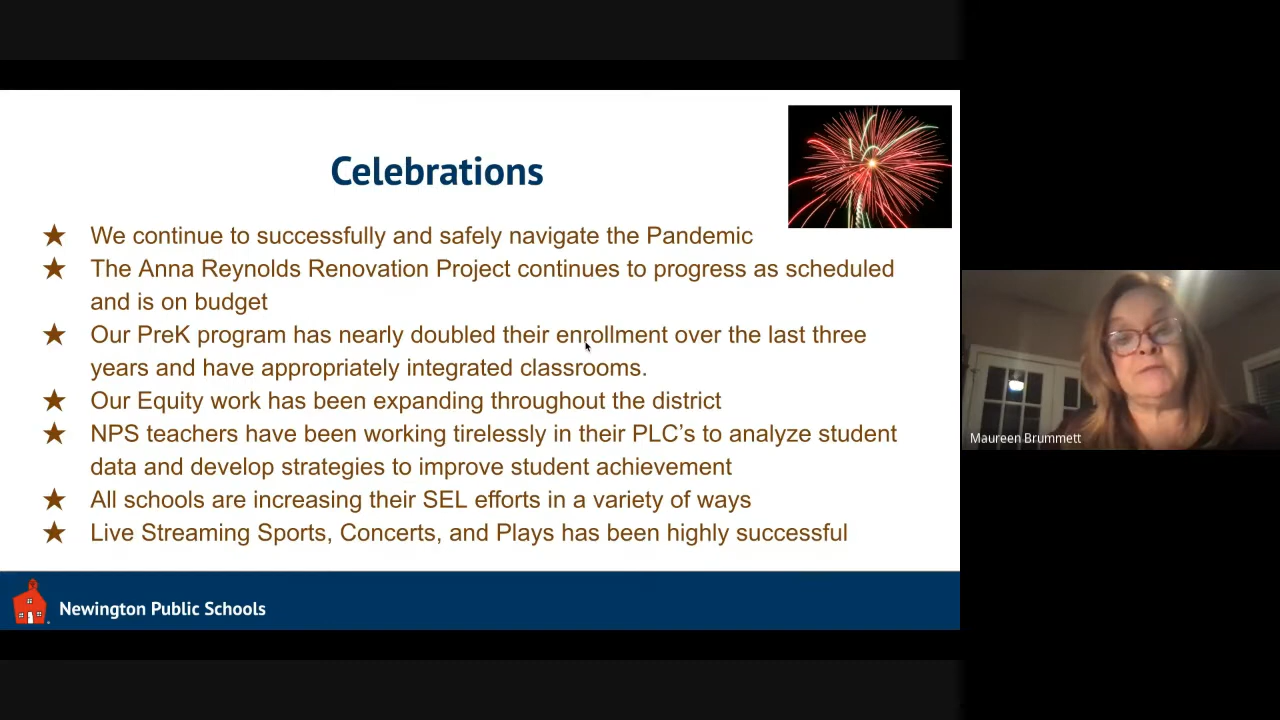 Celebrations
★ We continue to successfully and safely navigate the Pandemic
★ The Anna Reynolds Renovation Project continues to progress as scheduled
and is on budget
★ Our PreK program has nearly doubled their enrollment over the last three
years and have appropriately integrated classrooms.
★ Our Equity work has been expanding throughout the district
★ NPS teachers have been working tirelessly in their PLC’s to analyze student
data and develop strategies to improve student achievement
★ All schools are increasing their SEL efforts in a variety of ways
★ Live Streaming Sports, Concerts, and Plays has been highly successful
Newington Public Schools
Maureen Brummett